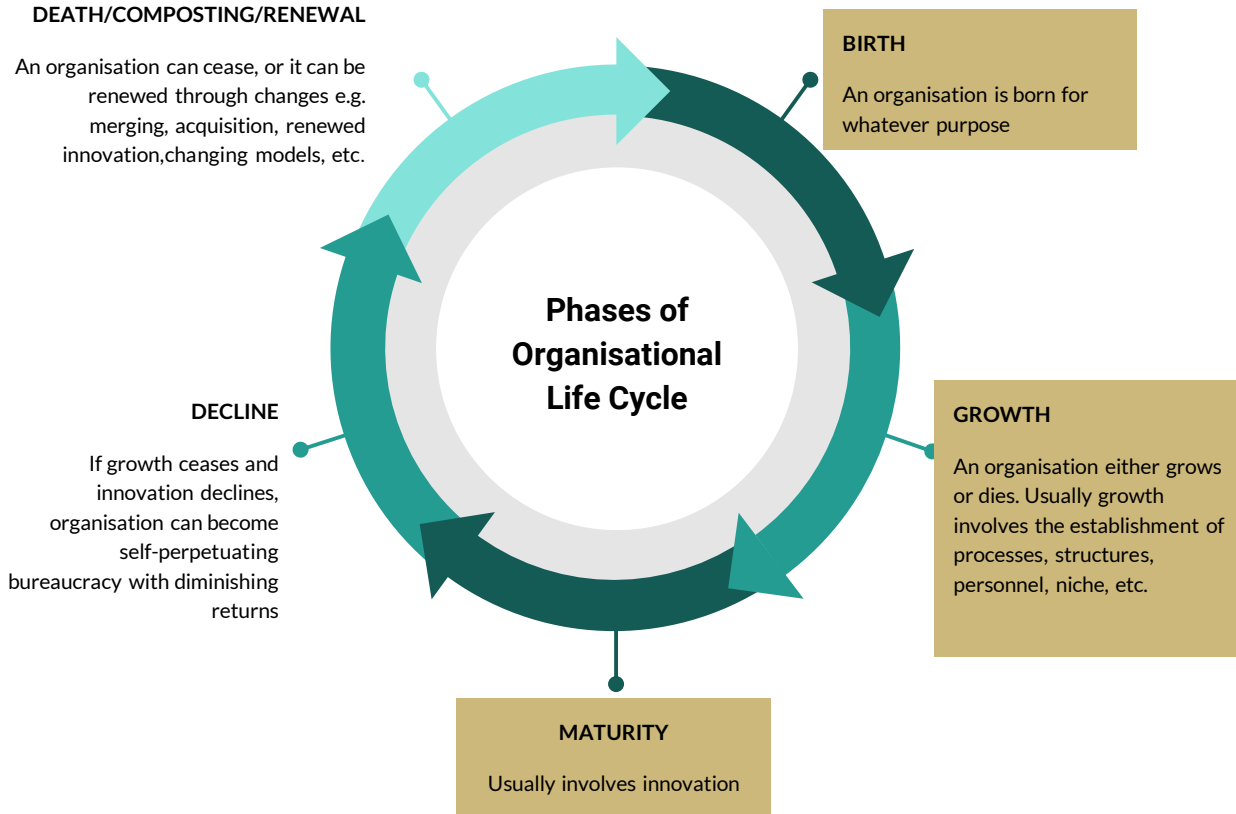 Phases of
Organisational
Life Cycle
BIRTH
An organisation is born for
whatever purpose
GROWTH
An organisation either grows
or dies. Usually growth
involves the establishment of
processes, structures,
personnel, niche, etc.
MATURITY
Usually involves innovation
DECLINE
If growth ceases and
innovation declines,
organisation can become
self-perpetuating
bureaucracy with diminishing
returns
DEATH/COMPOSTING/RENEWAL
An organisation can cease, or it can be
renewed through changes e.g.
merging, acquisition, renewed
innovation,changing models, etc.